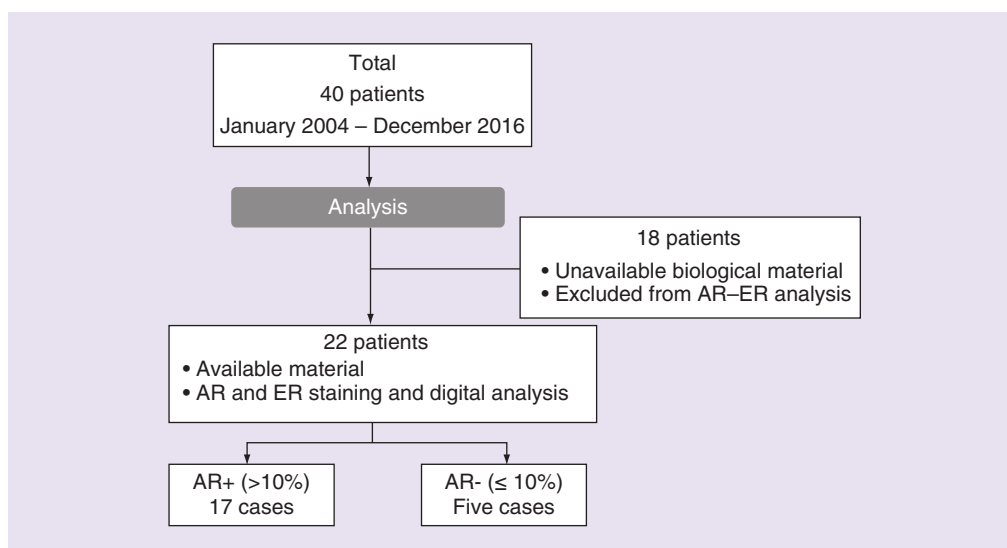 Total
40 patients
January 2004 – December 2016
Analysis
18 patients
• Unavailable biological material
• Excluded from AR–ER analysis
22 patients
• Available material
• AR and ER staining and digital analysis
AR+ (>10%)
17 cases
AR- (≤ 10%)
Five cases